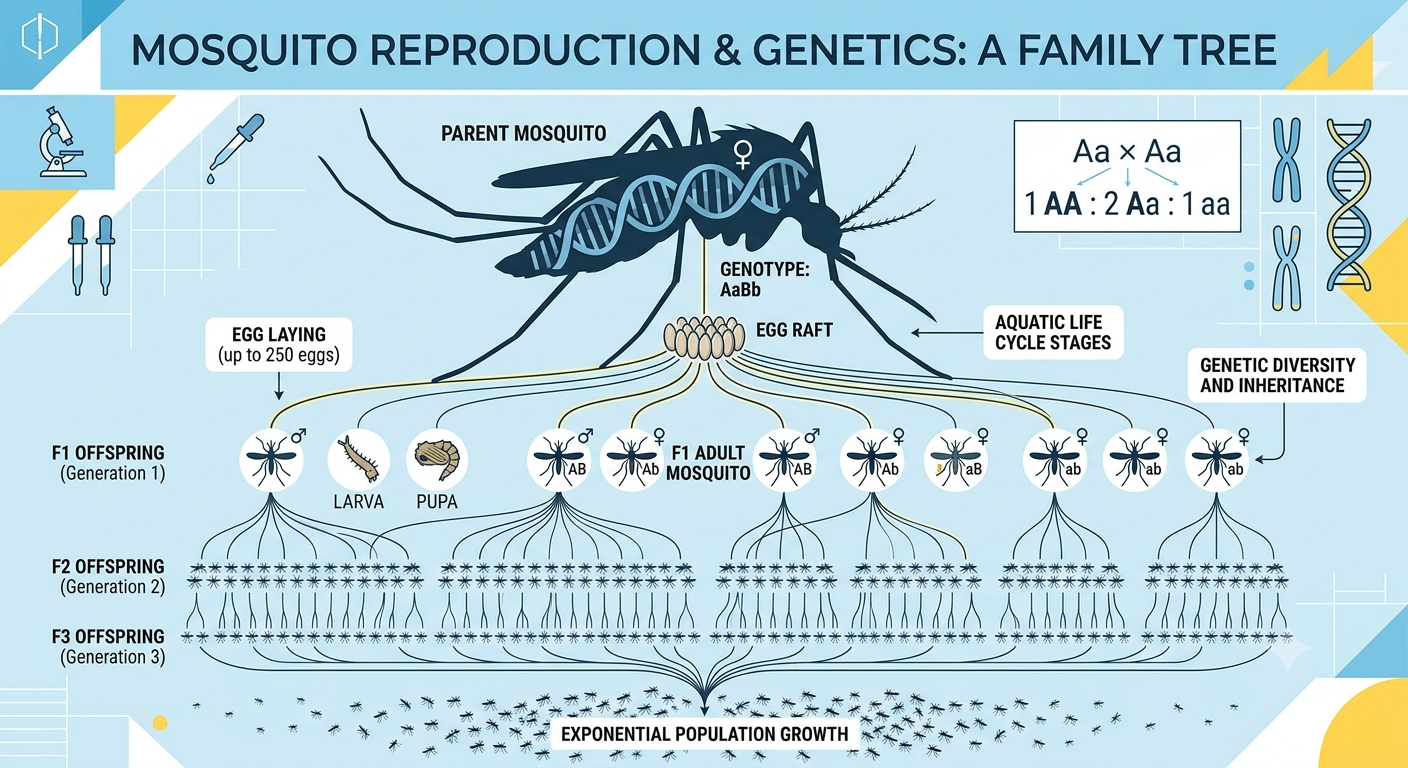 MOSQUITO REPRODUCTION & GENETICS: A FAMILY TREE
PARENT MOSQUITO
♀
Aa × Aa
1 AA : 2 Aa : 1 aa
GENOTYPE:
AaBb
EGG RAFT
EGG LAYING
(up to 250 eggs)
AQUATIC LIFE
CYCLE STAGES
GENETIC DIVERSITY
AND INHERITANCE
F1 OFFSPRING
(Generation 1)
♂
LARVA
PUPA
♂
AB
♀
Ab
F1 ADULT
MOSQUITO
♂
AB
♀
Ab
♀
aB
♀
ab
♀
ab
♀
ab
F2 OFFSPRING
(Generation 2)
F3 OFFSPRING
(Generation 3)
EXPONENTIAL POPULATION GROWTH